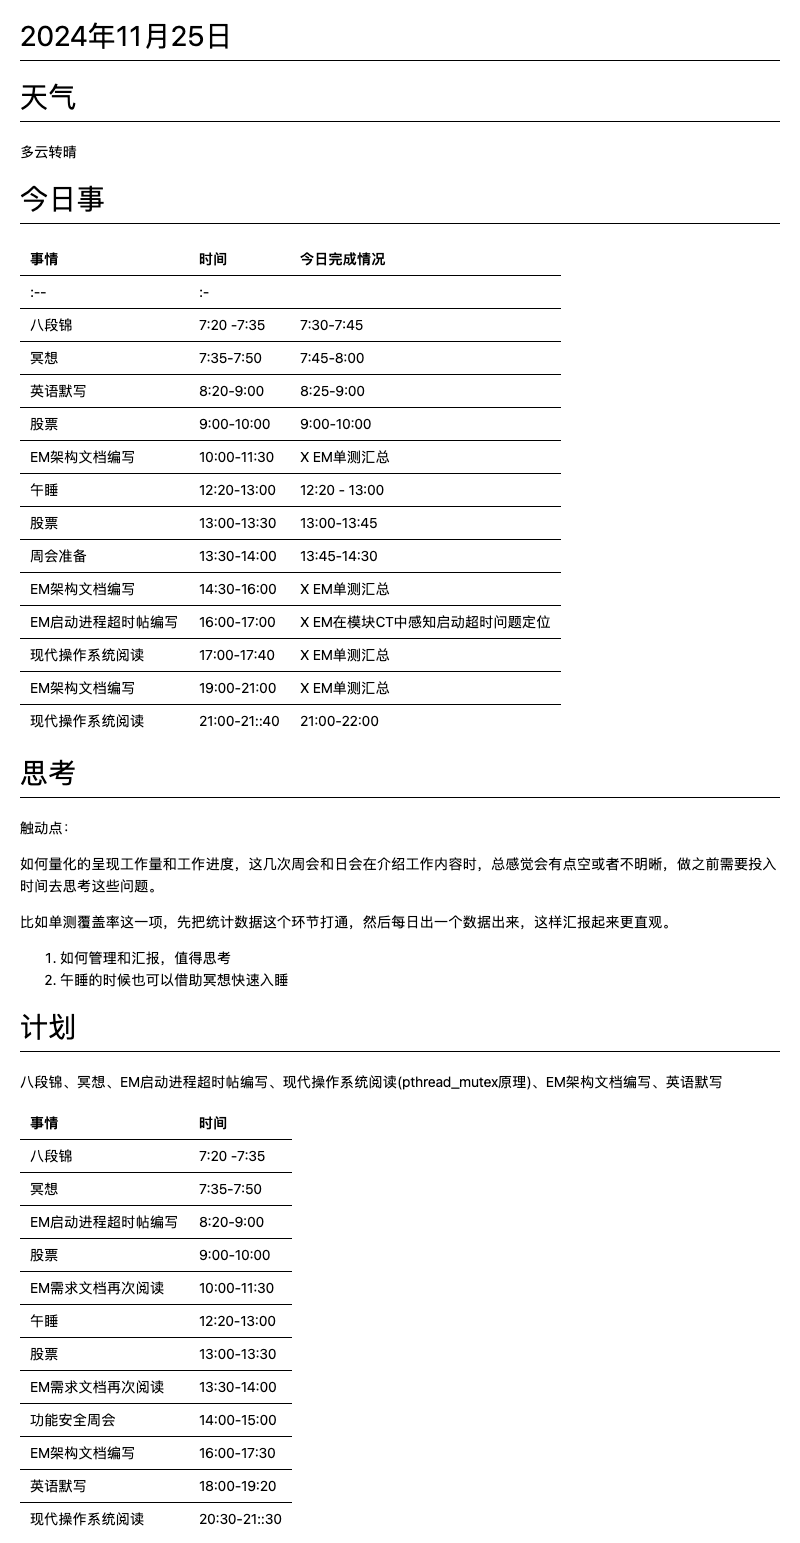 2024年11月25日
天气
多云转晴
今日事
事情 时间 今日完成情况
:-- :-
八段锦 7:20 -7:35 7:30-7:45
冥想 7:35-7:50 7:45-8:00
英语默写 8:20-9:00 8:25-9:00
股票 9:00-10:00 9:00-10:00
EM架构文档编写 10:00-11:30 X EM单测汇总
午睡 12:20-13:00 12:20 - 13:00
股票 13:00-13:30 13:00-13:45
周会准备 13:30-14:00 13:45-14:30
EM架构文档编写 14:30-16:00 X EM单测汇总
EM启动进程超时帖编写 16:00-17:00 X EM在模块CT中感知启动超时问题定位
现代操作系统阅读 17:00-17:40 X EM单测汇总
EM架构文档编写 19:00-21:00 X EM单测汇总
现代操作系统阅读 21:00-21::40 21:00-22:00
思考
触动点：
如何量化的呈现工作量和工作进度，这几次周会和日会在介绍工作内容时，总感觉会有点空或者不明晰，做之前需要投入
时间去思考这些问题。
比如单测覆盖率这一项，先把统计数据这个环节打通，然后每日出一个数据出来，这样汇报起来更直观。
1. 如何管理和汇报，值得思考
2. 午睡的时候也可以借助冥想快速入睡
计划
八段锦、冥想、EM启动进程超时帖编写、现代操作系统阅读(pthread_mutex原理)、EM架构文档编写、英语默写
事情 时间
八段锦 7:20 -7:35
冥想 7:35-7:50
EM启动进程超时帖编写 8:20-9:00
股票 9:00-10:00
EM需求文档再次阅读 10:00-11:30
午睡 12:20-13:00
股票 13:00-13:30
EM需求文档再次阅读 13:30-14:00
功能安全周会 14:00-15:00
EM架构文档编写 16:00-17:30
英语默写 18:00-19:20
现代操作系统阅读 20:30-21::30